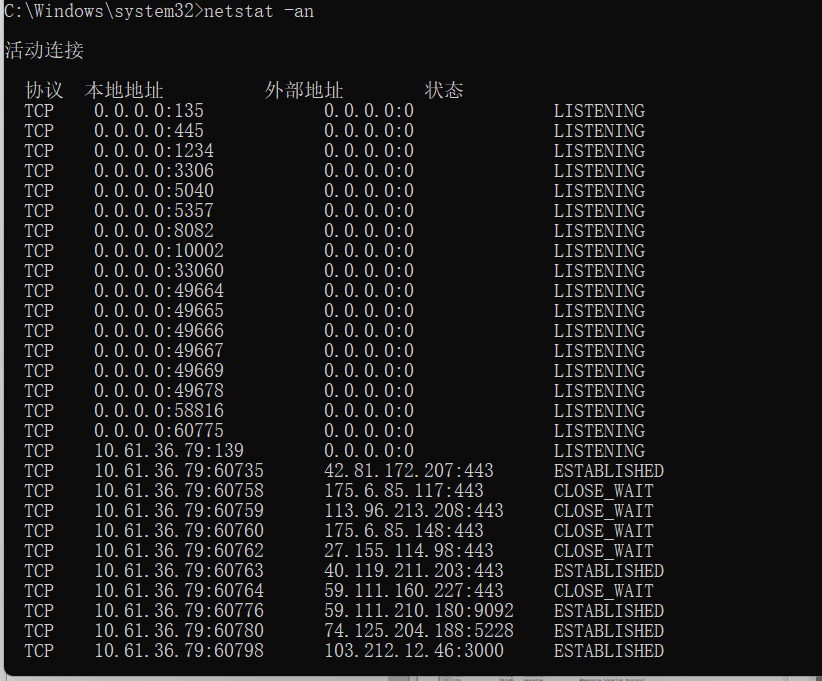 C:\Windows\system32>netstat -an
活动连接
协议 本地地址 外部地址 状态
TCP 0.0.0.0:135 0.0.0.0:0 LISTENING
TCP 0.0.0.0:445 0.0.0.0:0 LISTENING
TCP 0.0.0.0:1234 0.0.0.0:0 LISTENING
TCP 0.0.0.0:3306 0.0.0.0:0 LISTENING
TCP 0.0.0.0:5040 0.0.0.0:0 LISTENING
TCP 0.0.0.0:5357 0.0.0.0:0 LISTENING
TCP 0.0.0.0:8082 0.0.0.0:0 LISTENING
TCP 0.0.0.0:10002 0.0.0.0:0 LISTENING
TCP 0.0.0.0:33060 0.0.0.0:0 LISTENING
TCP 0.0.0.0:49664 0.0.0.0:0 LISTENING
TCP 0.0.0.0:49665 0.0.0.0:0 LISTENING
TCP 0.0.0.0:49666 0.0.0.0:0 LISTENING
TCP 0.0.0.0:49667 0.0.0.0:0 LISTENING
TCP 0.0.0.0:49669 0.0.0.0:0 LISTENING
TCP 0.0.0.0:49678 0.0.0.0:0 LISTENING
TCP 0.0.0.0:58816 0.0.0.0:0 LISTENING
TCP 0.0.0.0:60775 0.0.0.0:0 LISTENING
TCP 10.61.36.79:139 0.0.0.0:0 LISTENING
TCP 10.61.36.79:60735 42.81.172.207:443 ESTABLISHED
TCP 10.61.36.79:60758 175.6.85.117:443 CLOSE_WAIT
TCP 10.61.36.79:60759 113.96.213.208:443 CLOSE_WAIT
TCP 10.61.36.79:60760 175.6.85.148:443 CLOSE_WAIT
TCP 10.61.36.79:60762 27.155.114.98:443 CLOSE_WAIT
TCP 10.61.36.79:60763 40.119.211.203:443 ESTABLISHED
TCP 10.61.36.79:60764 59.111.160.227:443 CLOSE_WAIT
TCP 10.61.36.79:60776 59.111.210.180:9092 ESTABLISHED
TCP 10.61.36.79:60780 74.125.204.188:5228 ESTABLISHED
TCP 10.61.36.79:60798 103.212.12.46:3000 ESTABLISHED